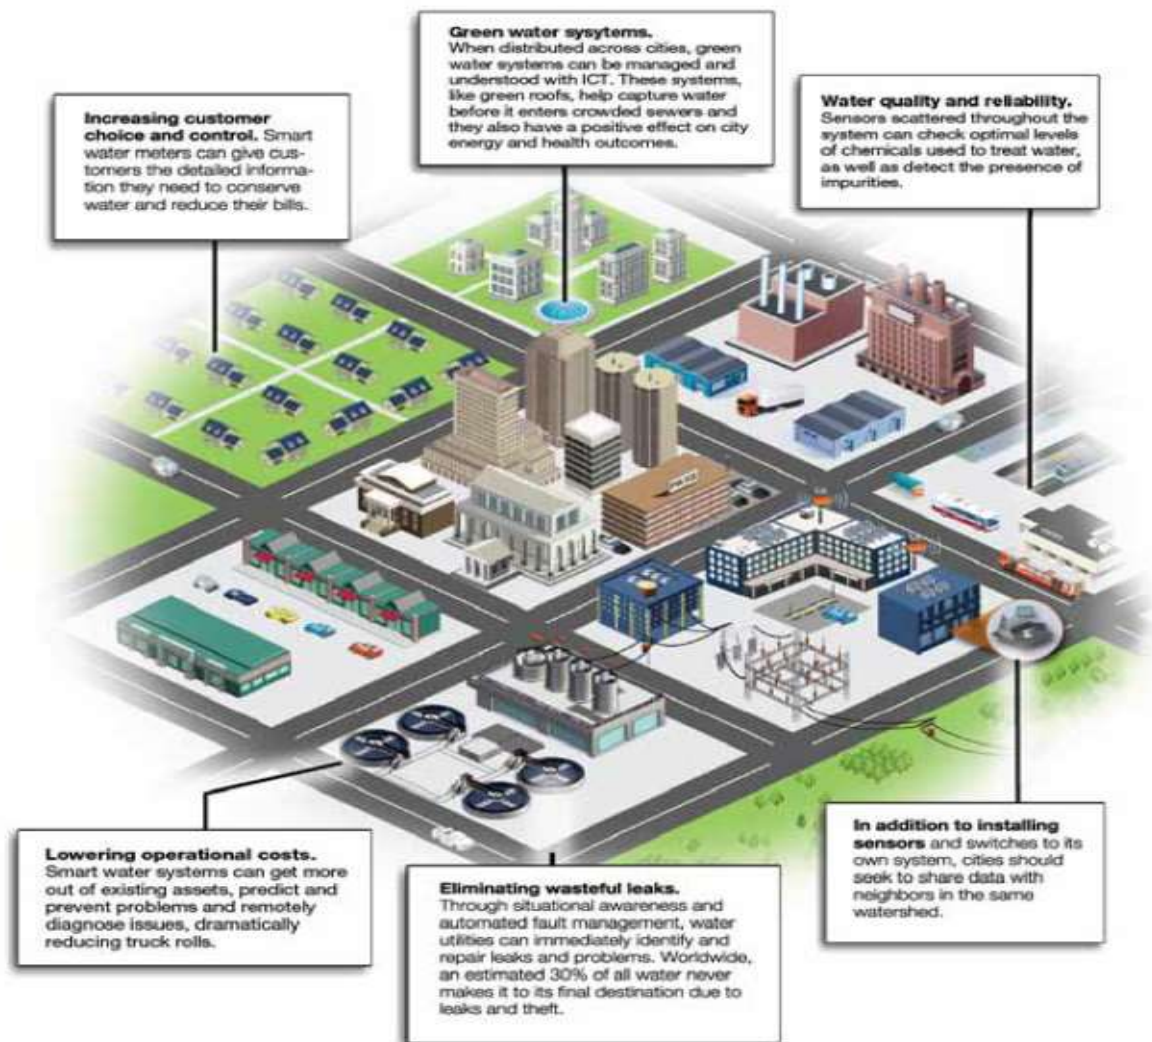 Green water sysytems.
When distributed across cities, green
water systems can be managed and
understood with ICT. These systems,
like green roofs, help capture water
before it enters crowded sewers and
they also have a positive effect on city
energy and health outcomes.
Increasing customer
choice and control. Smart
water meters can give cus-
tomers the detailed informa-
tion they need to conserve
water and reduce their bills.
Water quality and reliability.
Sensors scattered throughout the
system can check optimal levels
of chemicals used to treat water,
as well as detect the presence of
impurities.
Lowering operational costs.
Smart water systems can get more
out of existing assets, predict and
prevent problems and remotely
diagnose issues, dramatically
reducing truck rolls.
Eliminating wasteful leaks.
Through situational awareness and
automated fault management, water
utilities can immediately identify and
repair leaks and problems. Worldwide,
an estimated 30% of all water never
makes it to its final destination due to
leaks and theft.
In addition to installing
sensors and switches to its
own system, cities should
seek to share data with
neighbors in the same
watershed.